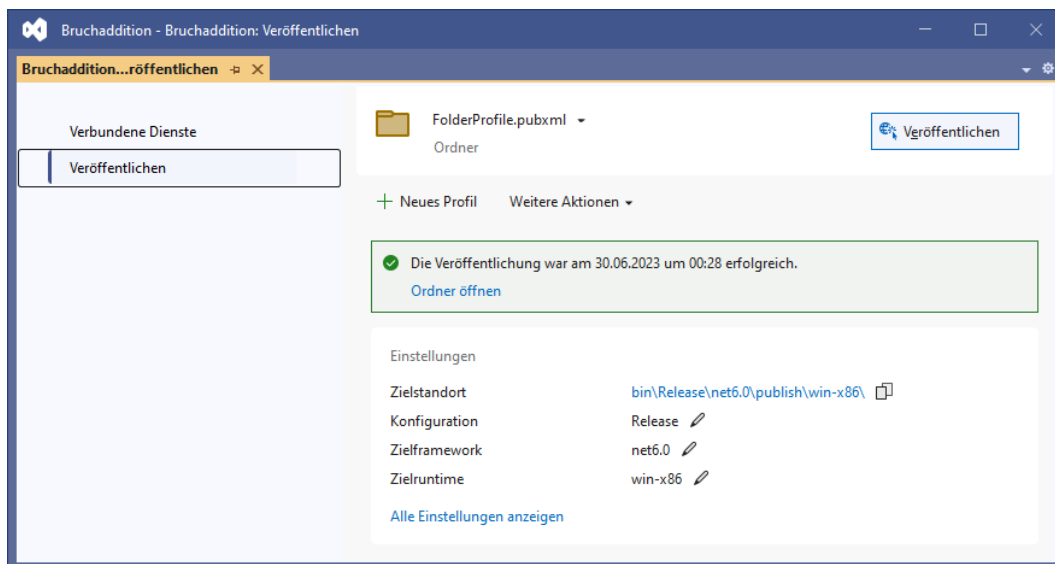 Bruchaddition - Bruchaddition: Veröffentlichen
Bruchaddition...röffentlichen
Verbundene Dienste
Veröffentlichen
FolderProfile.pubxml
Ordner
Veröffentlichen
Neues Profil Weitere Aktionen
Die Veröffentlichung war am 30.06.2023 um 00:28 erfolgreich.
Ordner öffnen
Einstellungen
Zielstandort bin\Release\net6.0\publish\win-x86\
Konfiguration Release
Zielframework net6.0
Zielruntime win-x86
Alle Einstellungen anzeigen